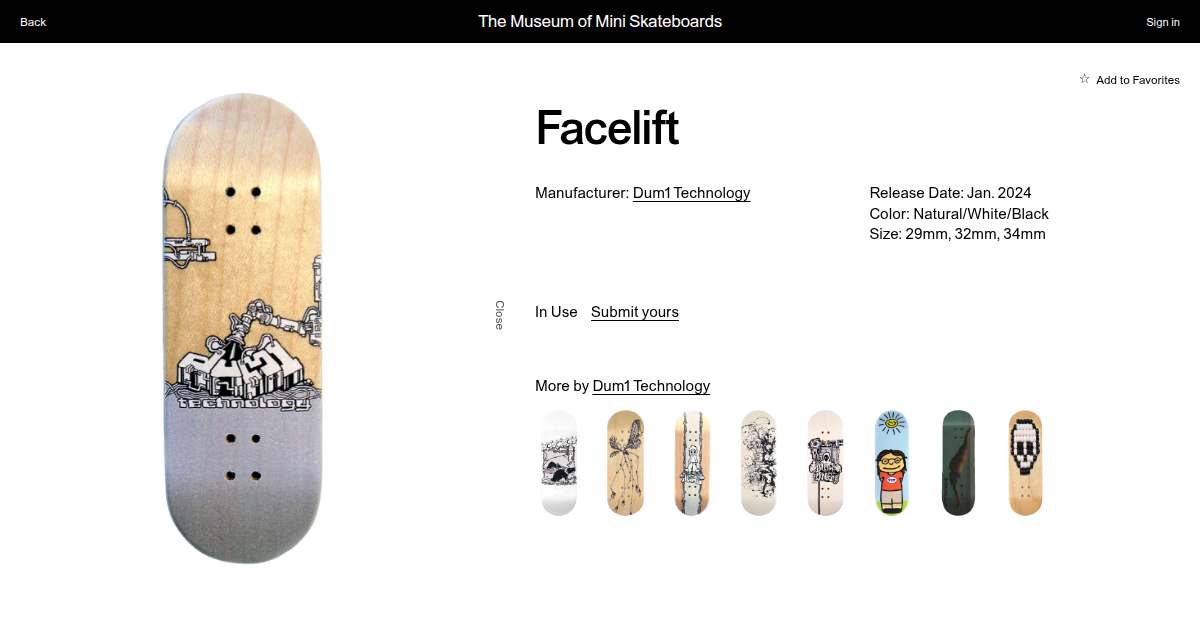 Back
The Museum of Mini Skateboards
Sign in
☆ Add to Favorites
Facelift
Manufacturer: Dum1 Technology
Release Date: Jan. 2024
Color: Natural/White/Black
Size: 29mm, 32mm, 34mm
Close
In Use Submit yours
technology
More by Dum1 Technology